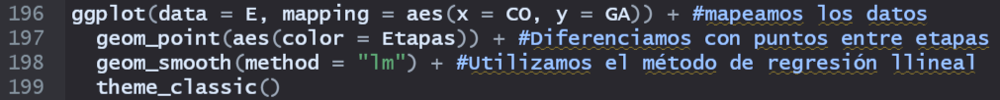 196 ggplot(data = E, mapping = aes(x = CO, y = GA)) + #mapeamos los datos
197 geom_point(aes(color = Etapas)) + #Diferenciamos con puntos entre etapas
198 geom_smooth(method = "lm") + #Utilizamos el método de regresión llineal
199 theme_classic()